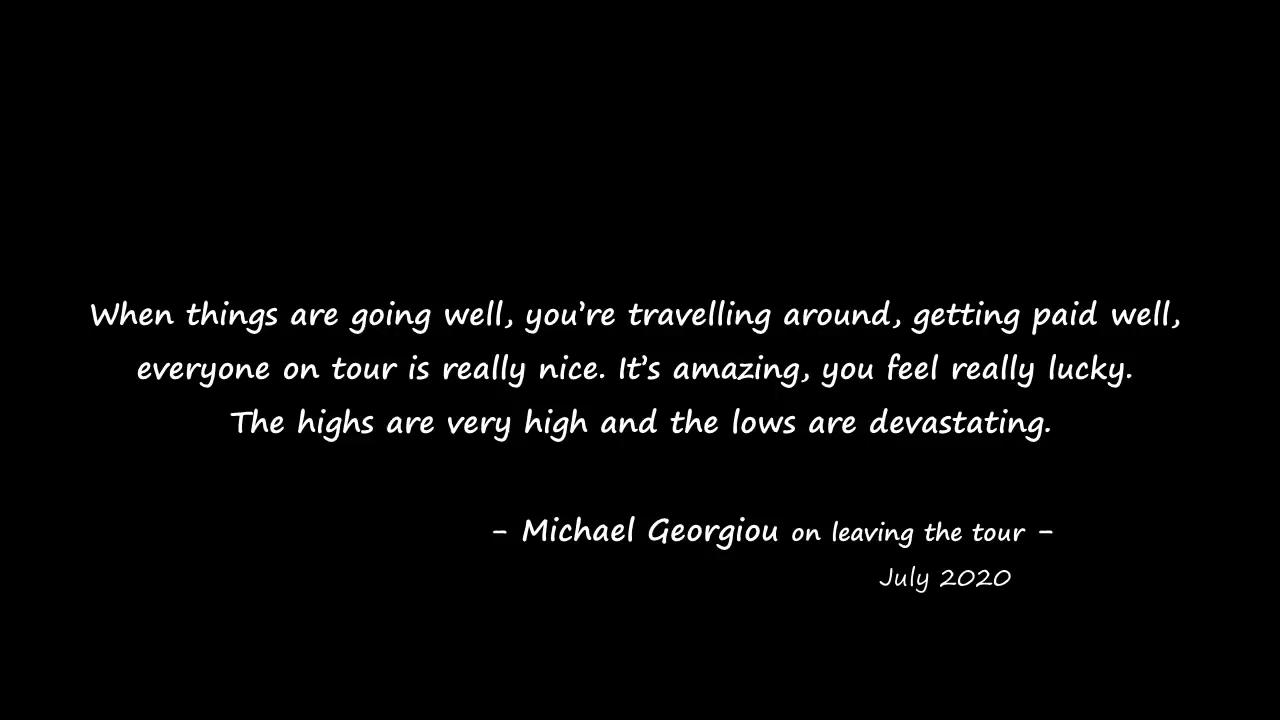 When things are going well, you’re travelling around, getting paid well,
everyone on tour is really nice. It’s amazing, you feel really lucky.
The highs are very high and the lows are devastating.
- Michael Georgiou on leaving the tour -
July 2020